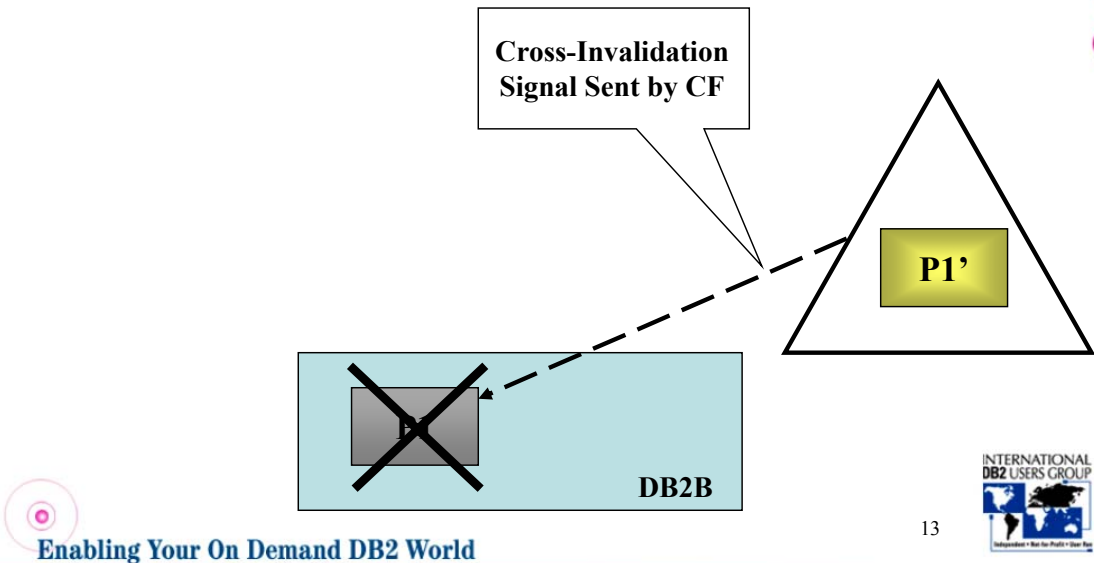 Cross-Invalidation
Signal Sent by CF
P1’
DB2B
INTERNATIONAL
DB2 USERS GROUP
13
Enabling Your On Demand DB2 World